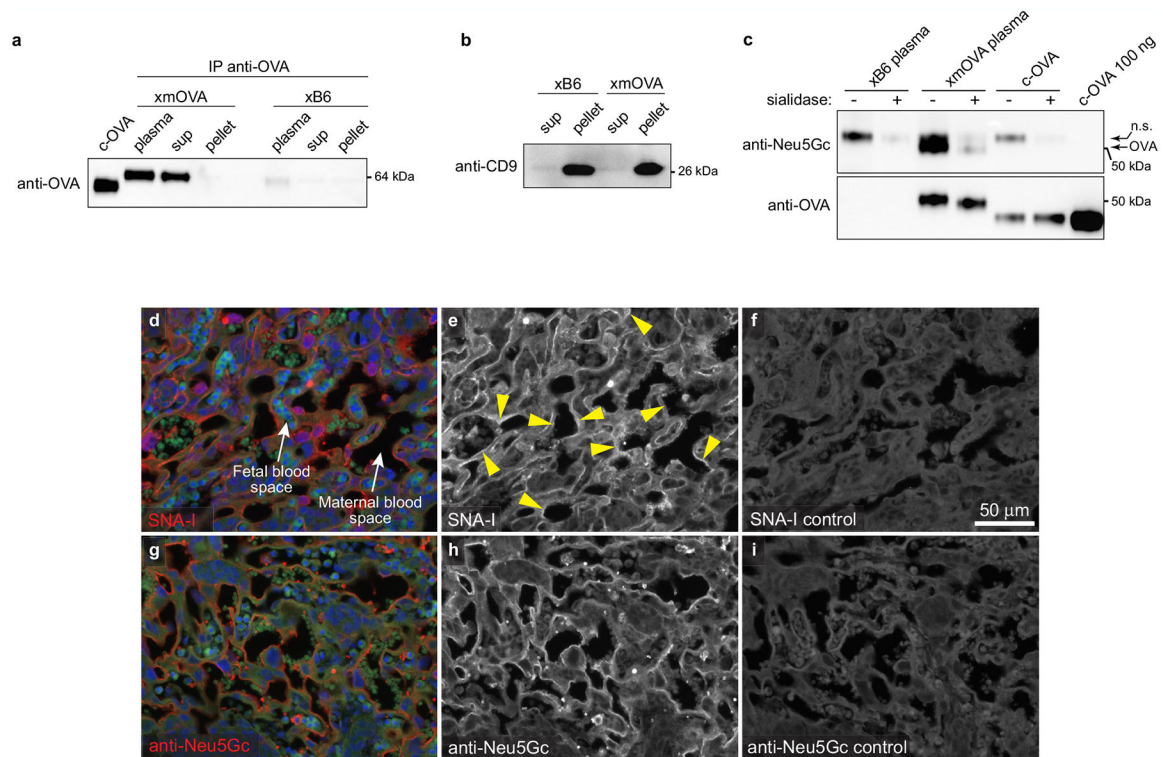 a
IP anti-OVA
xmOVA
xB6
c-OVA
plasma
sup
pellet
plasma
sup
pellet
anti-OVA
64 kDa
b
xB6
xmOVA
sup
pellet
sup
pellet
anti-CD9
26 kDa
c
xB6 plasma
xmOVA plasma
c-OVA
c-OVA 100 ng
sialidase:
- + - + - +
anti-Neu5Gc
n.s.
OVA
50 kDa
anti-OVA
50 kDa
d
Fetal blood
space
Maternal blood
space
SNA-I
e
SNA-I
f
SNA-I control
50 μm
g
anti-Neu5Gc
h
anti-Neu5Gc
i
anti-Neu5Gc control